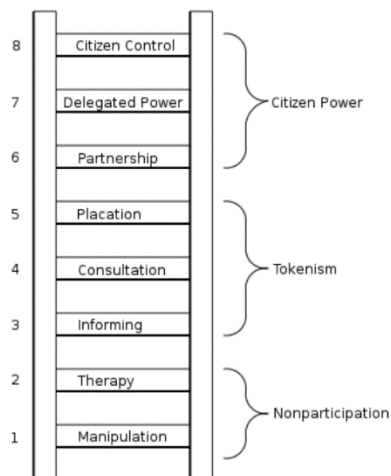 8 Citizen Control
7 Delegated Power
Citizen Power
6 Partnership
5 Placation
4 Consultation
Tokenism
3 Informing
2 Therapy
Nonparticipation
1 Manipulation